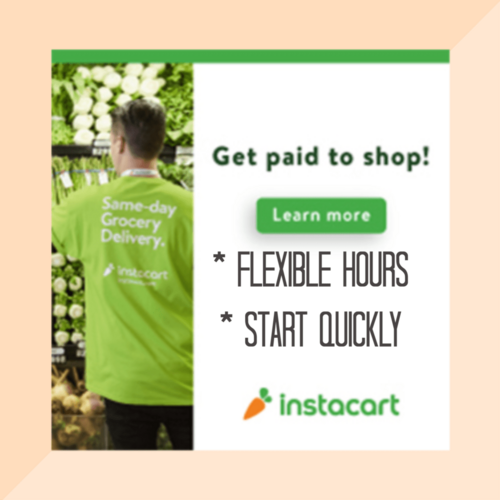 Same-day
Grocery
Delivery.
instacart
Get paid to shop!
Learn more
* FLEXIBLE HOURS
* START QUICKLY
instacart